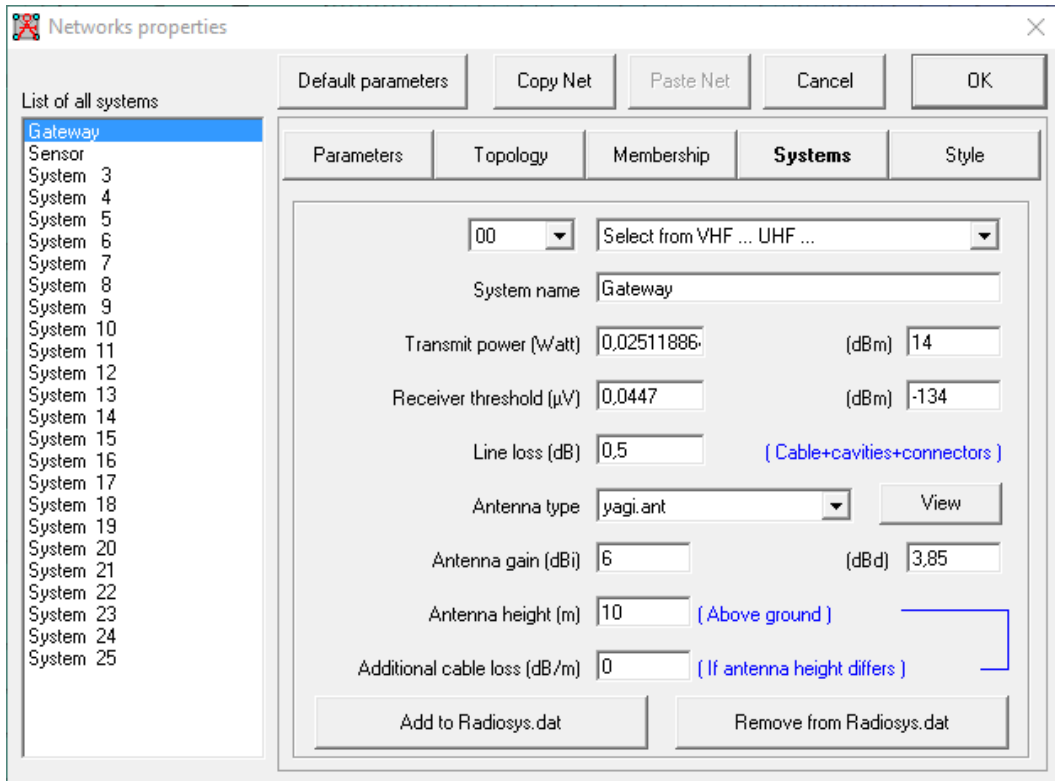 Networks properties
Default parameters Copy Net Paste Net Cancel OK
List of all systems
Gateway
Sensor
System 3
System 4
System 5
System 6
System 7
System 8
System 9
System 10
System 11
System 12
System 13
System 14
System 15
System 16
System 17
System 18
System 19
System 20
System 21
System 22
System 23
System 24
System 25
Parameters Topology Membership Systems Style
00 Select from VHF ... UHF ...
System name Gateway
Transmit power (Watt) 0,02511886 (dBm) 14
Receiver threshold (µV) 0,0447 (dBm) -134
Line loss (dB) 0,5 ( Cable+cavities+connectors )
Antenna type yagi.ant View
Antenna gain (dBi) 6 (dBd) 3,85
Antenna height (m) 10 ( Above ground )
Additional cable loss (dB/m) 0 ( If antenna height differs )
Add to Radiosys.dat Remove from Radiosys.dat